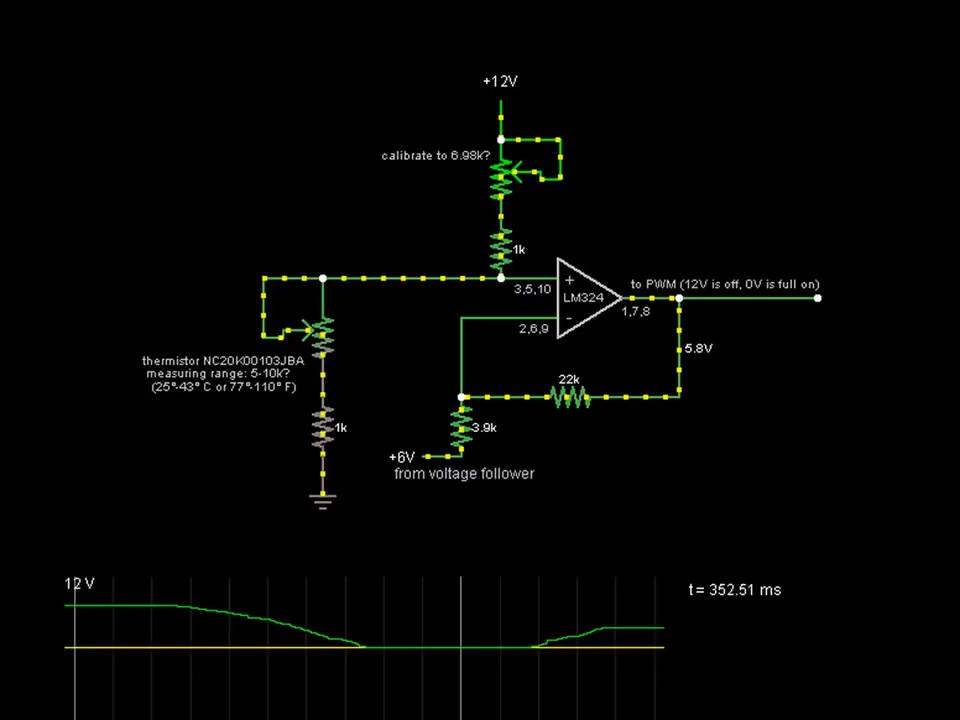 +12V
calibrate to 6.98k?
1k
+
3,5,10
LM324
to PWM (12V is off, 0V is full on)
1,7,8
-
2,6,9
5.8V
thermistor NC20K00103JBA
measuring range: 5-10k?
(25°-43° C or 77°-110° F)
22k
1k
3.9k
+6V
from voltage follower
12 V
t = 352.51 ms